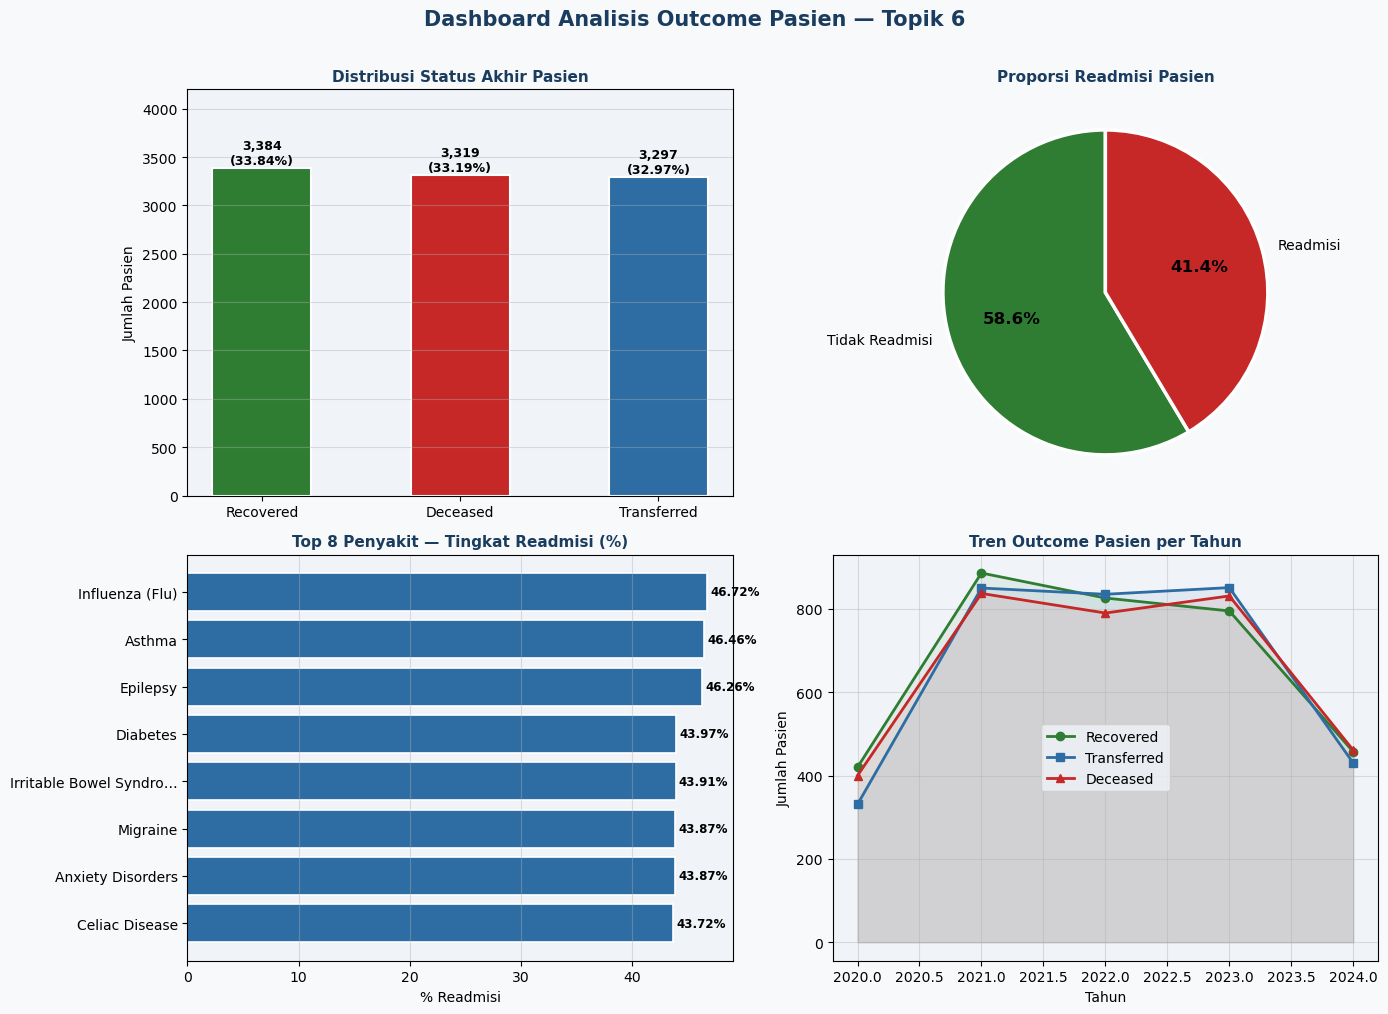 Dashboard Analisis Outcome Pasien — Topik 6
Distribusi Status Akhir Pasien
Jumlah Pasien
4000
3500
3000
2500
2000
1500
1000
500
0
3,384
(33.84%)
3,319
(33.19%)
3,297
(32.97%)
Recovered
Deceased
Transferred
Proporsi Readmisi Pasien
Readmisi
41.4%
58.6%
Tidak Readmisi
Top 8 Penyakit — Tingkat Readmisi (%)
Influenza (Flu)
46.72%
Asthma
46.46%
Epilepsy
46.26%
Diabetes
43.97%
Irritable Bowel Syndro…
43.91%
Migraine
43.87%
Anxiety Disorders
43.87%
Celiac Disease
43.72%
0
10
20
30
40
% Readmisi
Tren Outcome Pasien per Tahun
Jumlah Pasien
800
600
400
200
0
Recovered
Transferred
Deceased
2020.0
2020.5
2021.0
2021.5
2022.0
2022.5
2023.0
2023.5
2024.0
Tahun